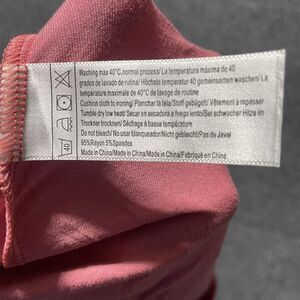 Washing max 40°C,normal process/ La temperatura máxima de 40
grados de lavado de rutina/ Höchste temperatur 40 gemeinsamen waschen/ La
température maximale de 40°C de lavage de routine
Cushion cloth to ironing/ Planchar la tela/Stoff gebügelt/ Vêtement à repasser
Tumble dry,low heat/ Secar en secadora a fuego lento/ Bei schwacher Hitze im
Trockner trocknen/ Séchage à basse température
Do not bleach/ No usar blanqueador/Nicht gebleicht/ Pas de Javel
95%Rayon 5%Spandex
Made in China/ Made in China/ Made in China/ Fabriqué en China
40